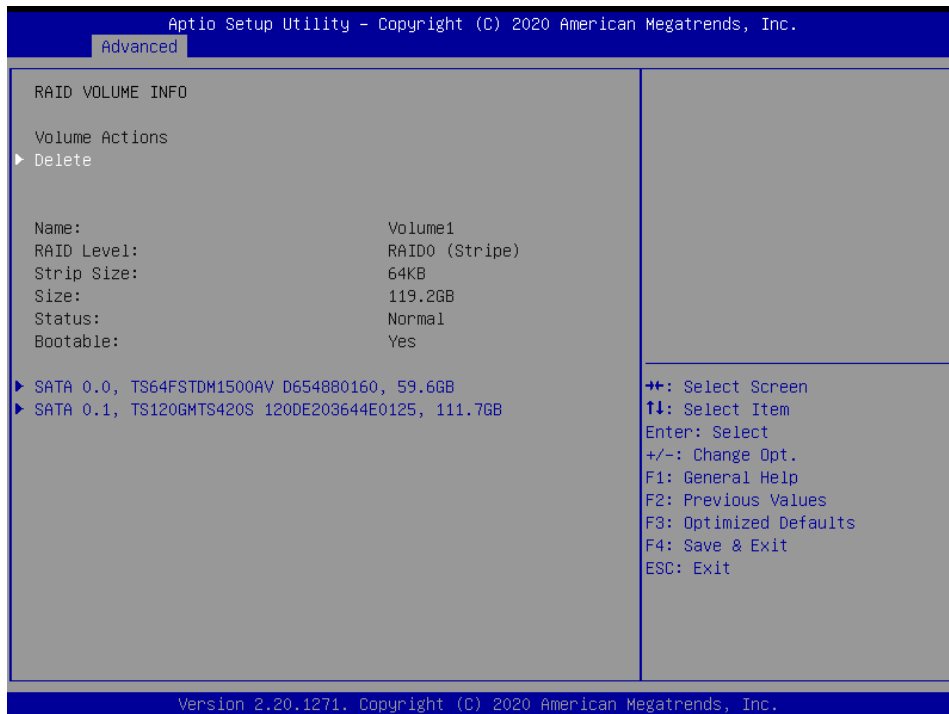 Aptio Setup Utility – Copyright (C) 2020 American Megatrends, Inc.
Advanced
RAID VOLUME INFO
Volume Actions
Delete
Name: Volume1
RAID Level: RAID0 (Stripe)
Strip Size: 64KB
Size: 119.2GB
Status: Normal
Bootable: Yes
SATA 0.0, TS64FSTDM1500AV D654880160, 59.6GB
SATA 0.1, TS120GMTS420S 120DE203644E0125, 111.7GB
→←: Select Screen
↑↓: Select Item
Enter: Select
+/-: Change Opt.
F1: General Help
F2: Previous Values
F3: Optimized Defaults
F4: Save & Exit
ESC: Exit
Version 2.20.1271. Copyright (C) 2020 American Megatrends, Inc.